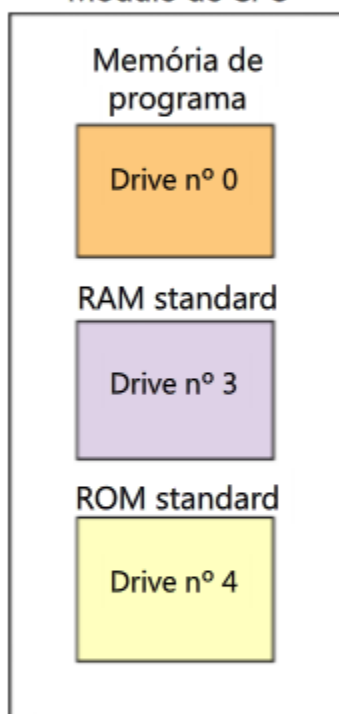 Memória de
programa
Drive nº 0
RAM standard
Drive nº 3
ROM standard
Drive nº 4